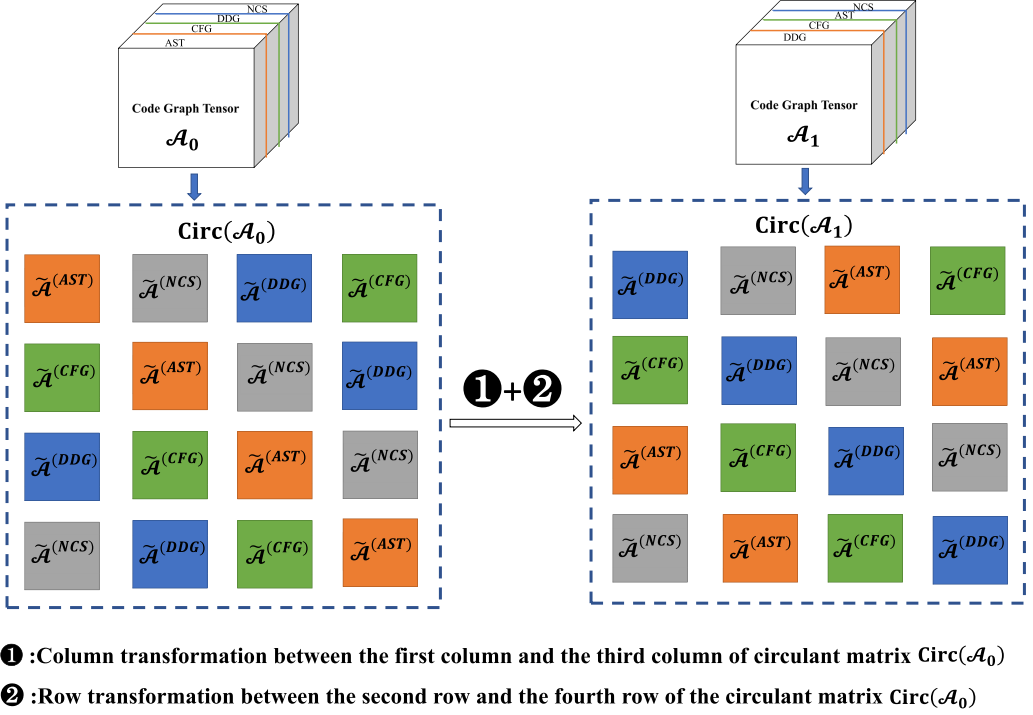 NCS
DDG
CFG
AST
Code Graph Tensor
𝓐₀
NCS
AST
CFG
DDG
Code Graph Tensor
𝓐₁
Circ(𝓐₀)
𝓐̃^(AST) 𝓐̃^(NCS) 𝓐̃^(DDG) 𝓐̃^(CFG)
𝓐̃^(CFG) 𝓐̃^(AST) 𝓐̃^(NCS) 𝓐̃^(DDG)
𝓐̃^(DDG) 𝓐̃^(CFG) 𝓐̃^(AST) 𝓐̃^(NCS)
𝓐̃^(NCS) 𝓐̃^(DDG) 𝓐̃^(CFG) 𝓐̃^(AST)
❶+❷
Circ(𝓐₁)
𝓐̃^(DDG) 𝓐̃^(NCS) 𝓐̃^(AST) 𝓐̃^(CFG)
𝓐̃^(CFG) 𝓐̃^(DDG) 𝓐̃^(NCS) 𝓐̃^(AST)
𝓐̃^(AST) 𝓐̃^(CFG) 𝓐̃^(DDG) 𝓐̃^(NCS)
𝓐̃^(NCS) 𝓐̃^(AST) 𝓐̃^(CFG) 𝓐̃^(DDG)
❶ :Column transformation between the first column and the third column of circulant matrix Circ(𝓐₀)
❷ :Row transformation between the second row and the fourth row of the circulant matrix Circ(𝓐₀)